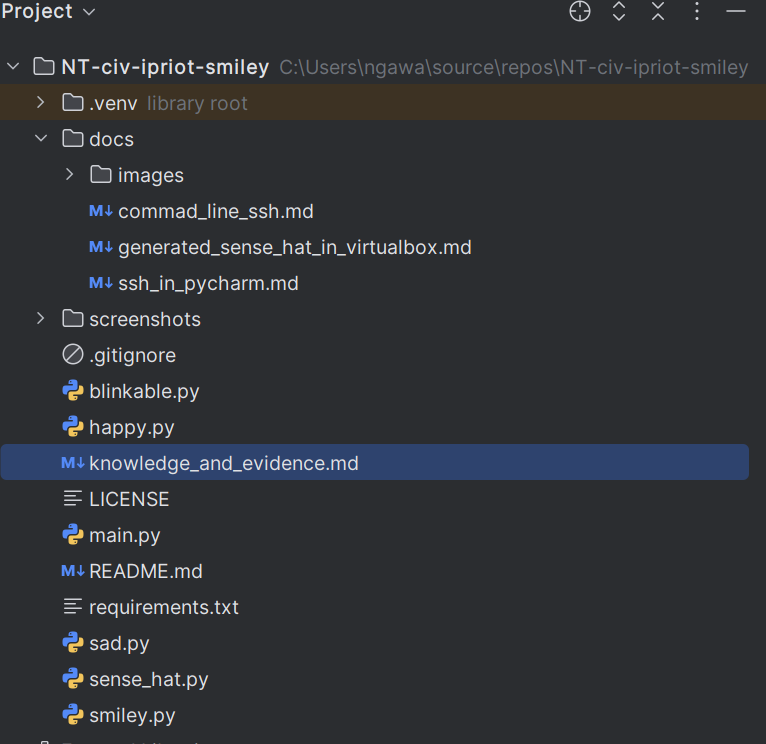 Project
NT-civ-ipriot-smiley C:\Users\ngawa\source\repos\NT-civ-ipriot-smiley
.venv library root
docs
images
M↓ commad_line_ssh.md
M↓ generated_sense_hat_in_virtualbox.md
M↓ ssh_in_pycharm.md
screenshots
.gitignore
blinkable.py
happy.py
M↓ knowledge_and_evidence.md
LICENSE
main.py
M↓ README.md
requirements.txt
sad.py
sense_hat.py
smiley.py